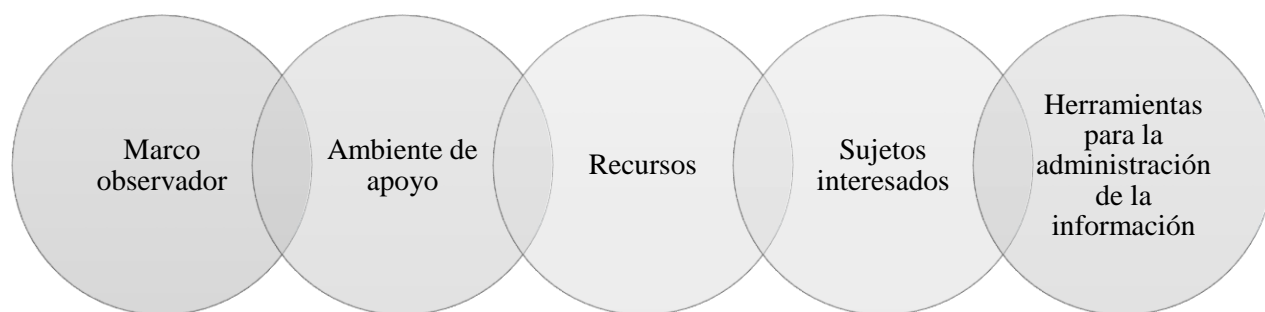 Marco
observador
Ambiente de
apoyo
Recursos
Sujetos
interesados
Herramientas
para la
administración
de la
información